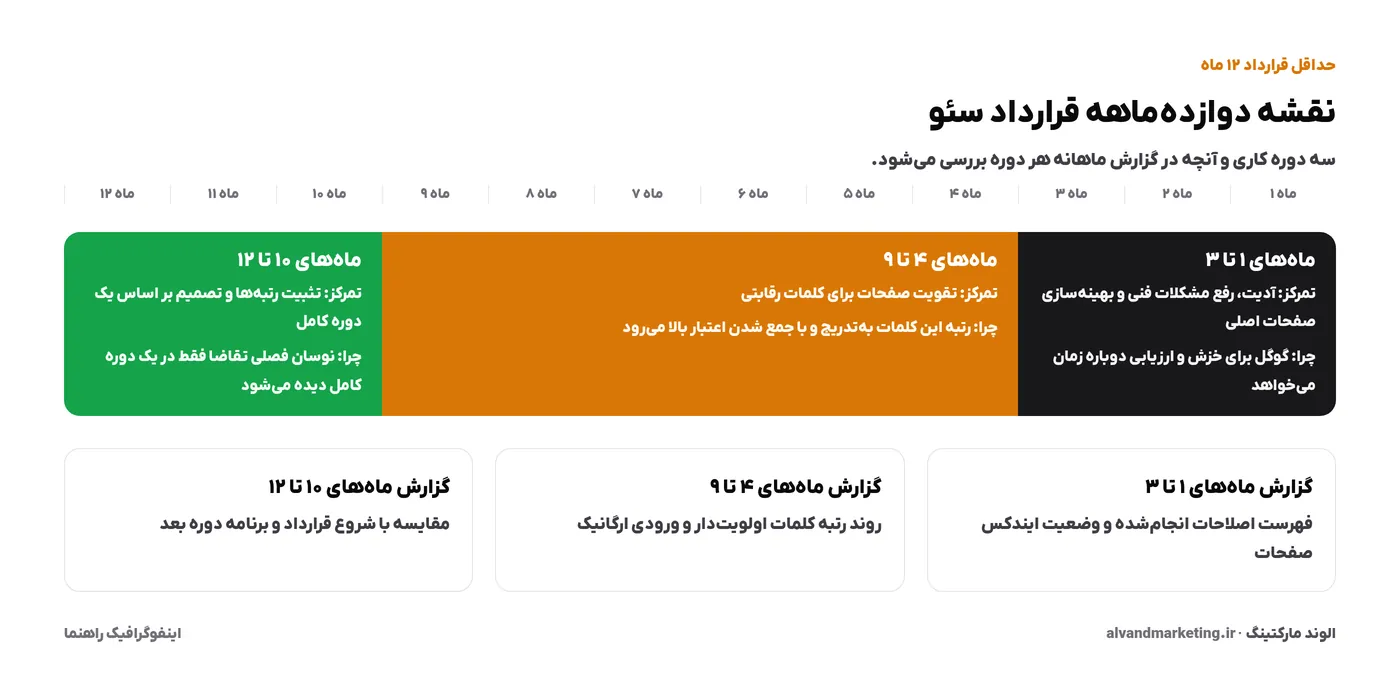 حداقل قرارداد ۱۲ ماه
نقشه دوازده‌ماهه قرارداد سئو
سه دوره کاری و آنچه در گزارش ماهانه هر دوره بررسی می‌شود.
ماه ۱
ماه ۲
ماه ۳
ماه ۴
ماه ۵
ماه ۶
ماه ۷
ماه ۸
ماه ۹
ماه ۱۰
ماه ۱۱
ماه ۱۲
ماه‌های ۱ تا ۳
تمرکز: آدیت، رفع مشکلات فنی و بهینه‌سازی
صفحات اصلی
چرا: گوگل برای خزش و ارزیابی دوباره زمان
می‌خواهد
ماه‌های ۴ تا ۹
تمرکز: تقویت صفحات برای کلمات رقابتی
چرا: رتبه این کلمات به‌تدریج و با جمع شدن اعتبار بالا می‌رود
ماه‌های ۱۰ تا ۱۲
تمرکز: تثبیت رتبه‌ها و تصمیم بر اساس یک
دوره کامل
چرا: نوسان فصلی تقاضا فقط در یک دوره
کامل دیده می‌شود
گزارش ماه‌های ۱ تا ۳
فهرست اصلاحات انجام‌شده و وضعیت ایندکس
صفحات
گزارش ماه‌های ۴ تا ۹
روند رتبه کلمات اولویت‌دار و ورودی ارگانیک
گزارش ماه‌های ۱۰ تا ۱۲
مقایسه با شروع قرارداد و برنامه دوره بعد
الوند مارکتینگ · alvandmarketing.ir
اینفوگرافیک راهنما